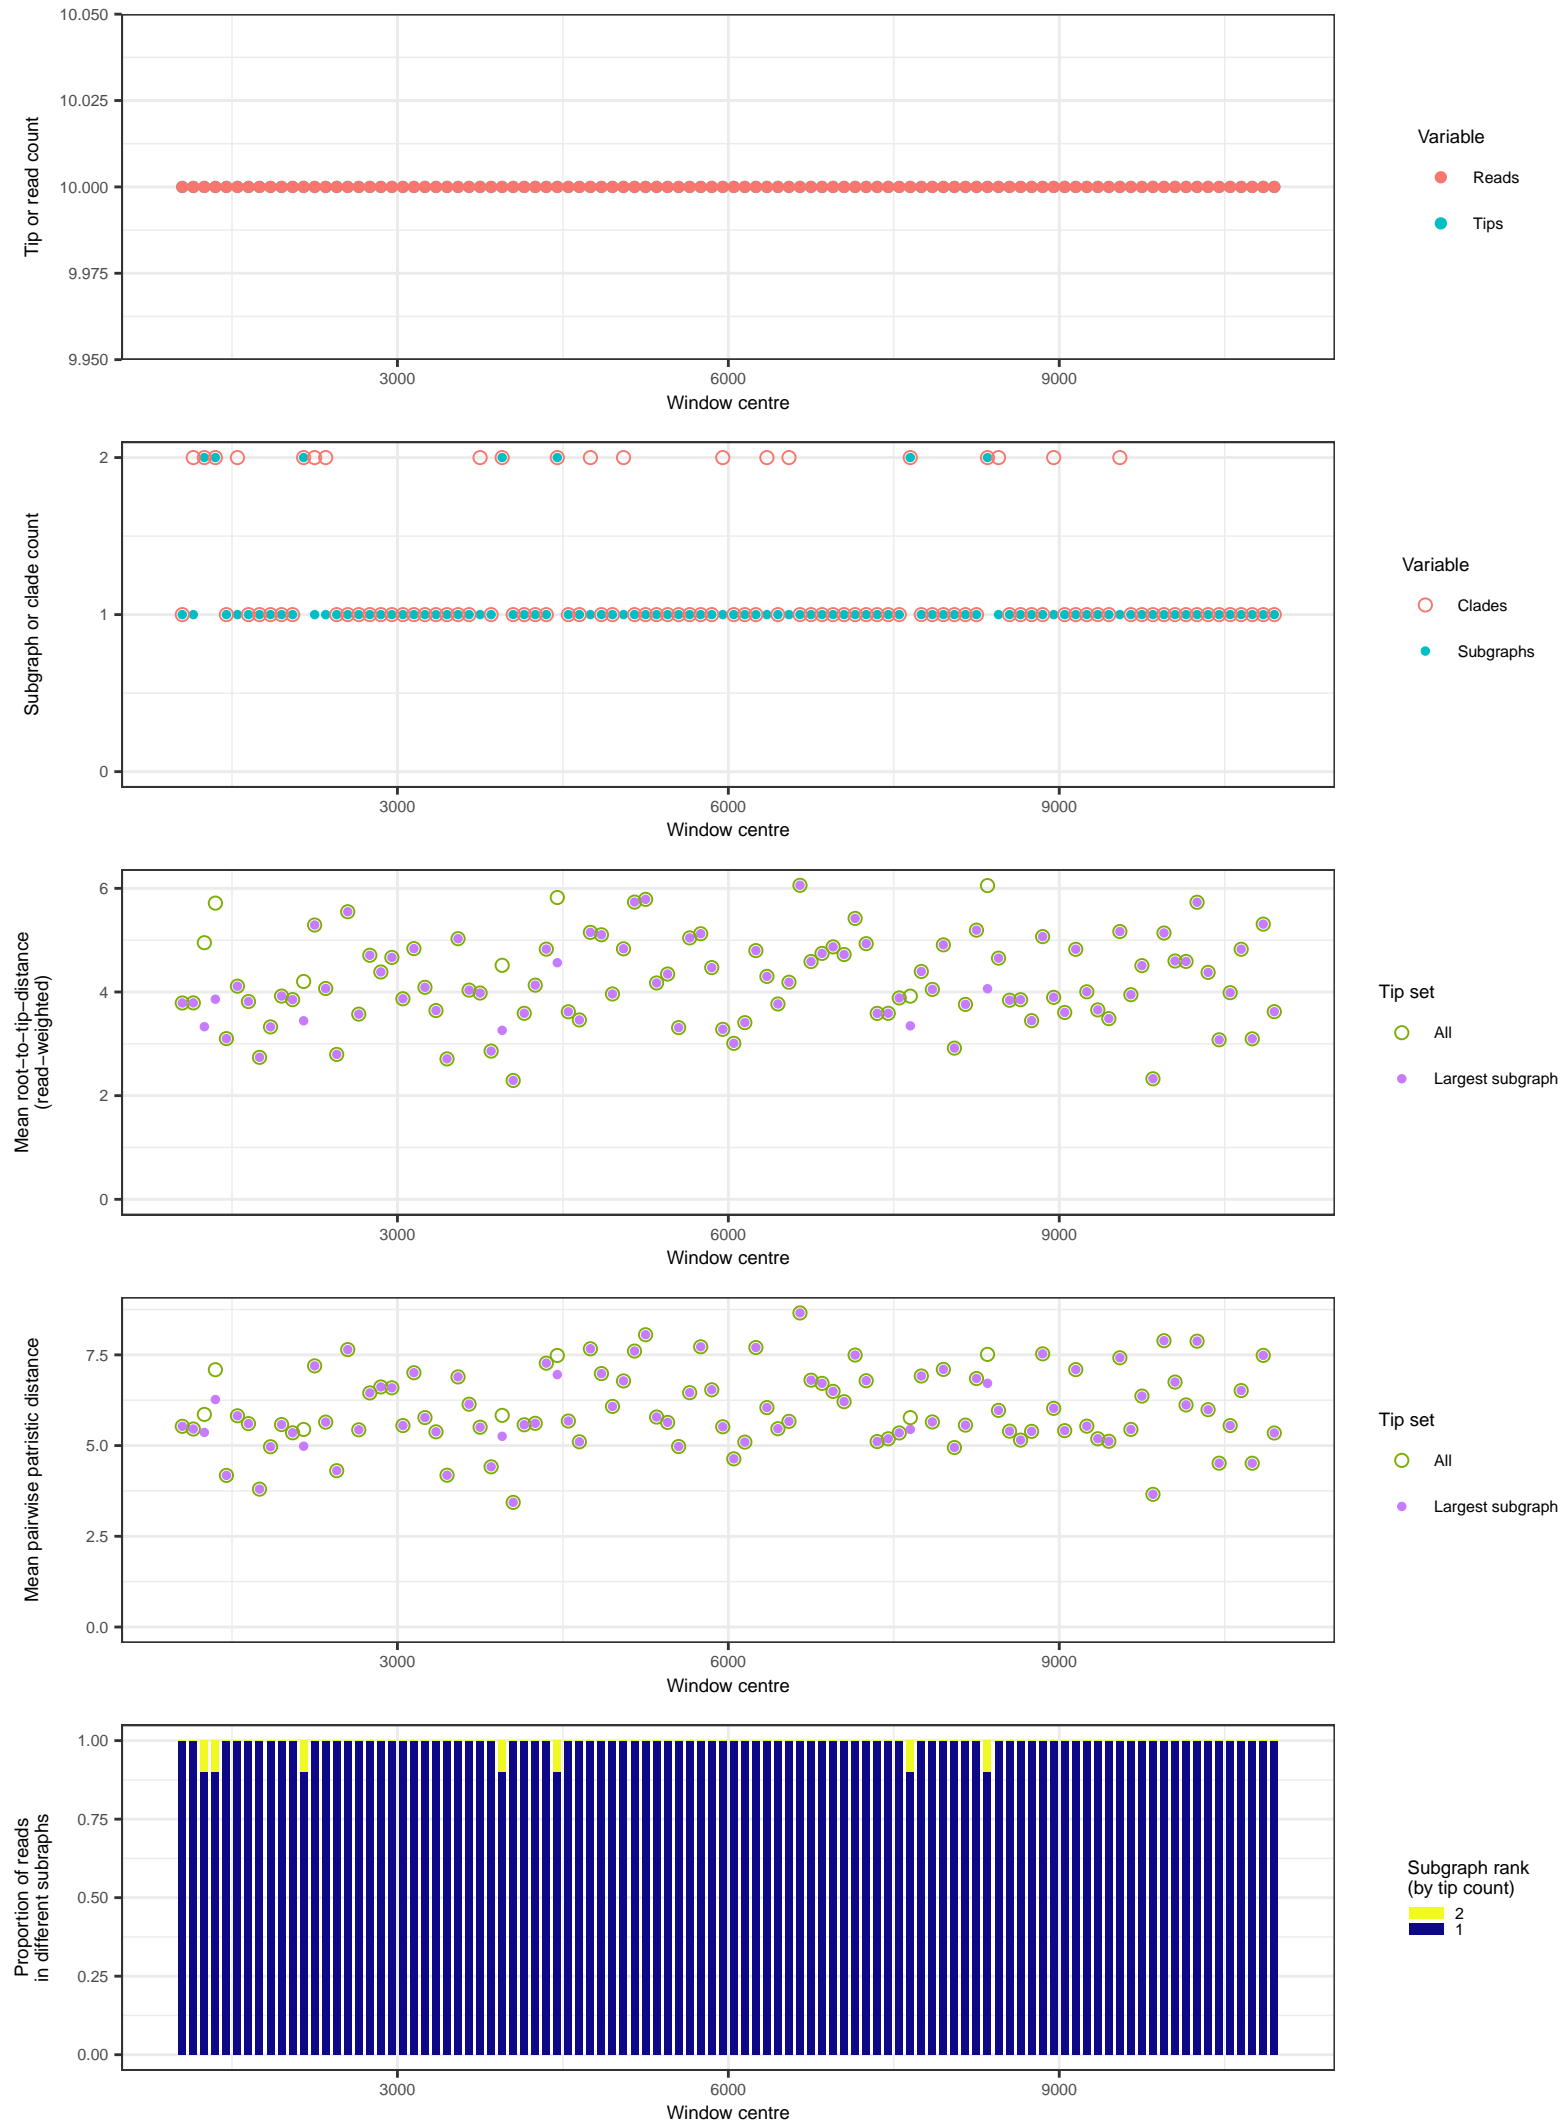 10.050
10.025
10.000
9.975
9.950
Tip or read count
3000
6000
9000
Window centre
Variable
Reads
Tips
2
1
0
Subgraph or clade count
3000
6000
9000
Window centre
Variable
Clades
Subgraphs
6
4
2
0
Mean root−to−tip−distance
(read−weighted)
3000
6000
9000
Window centre
Tip set
All
Largest subgraph
7.5
5.0
2.5
0.0
Mean pairwise patristic distance
3000
6000
9000
Window centre
Tip set
All
Largest subgraph
1.00
0.75
0.50
0.25
0.00
Proportion of reads
in different subraphs
3000
6000
9000
Window centre
Subgraph rank
(by tip count)
2
1